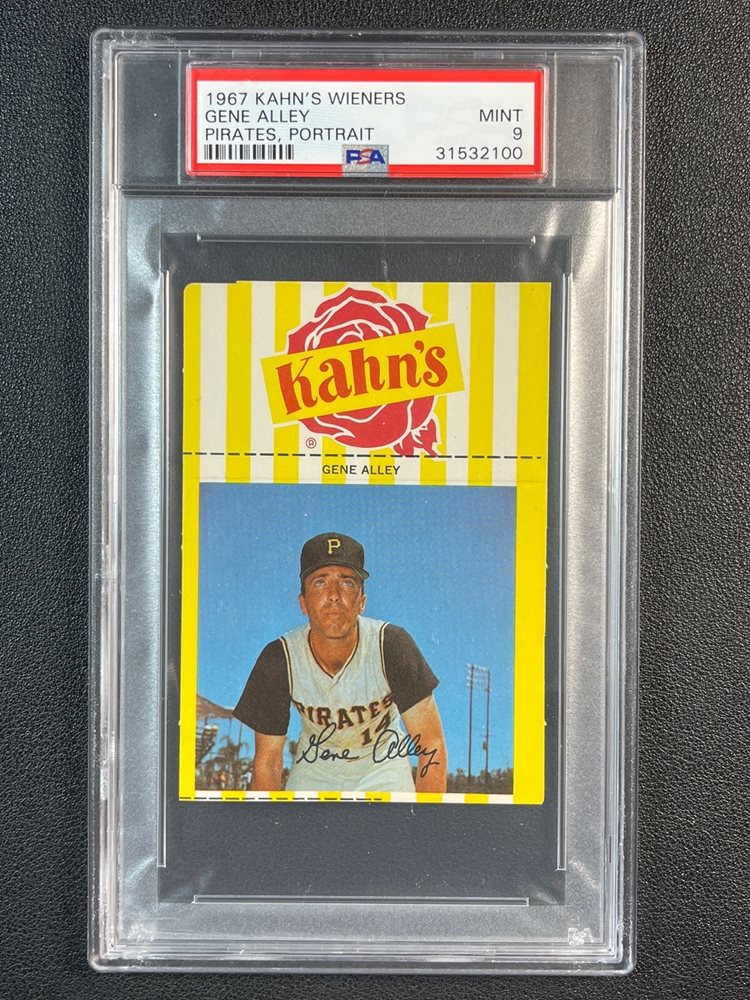 1967 KAHN'S WIENERS
GENE ALLEY MINT
PIRATES, PORTRAIT 9
PSA 31532100
Kahn's
®
GENE ALLEY
P
PIRATES
14
Gene Alley